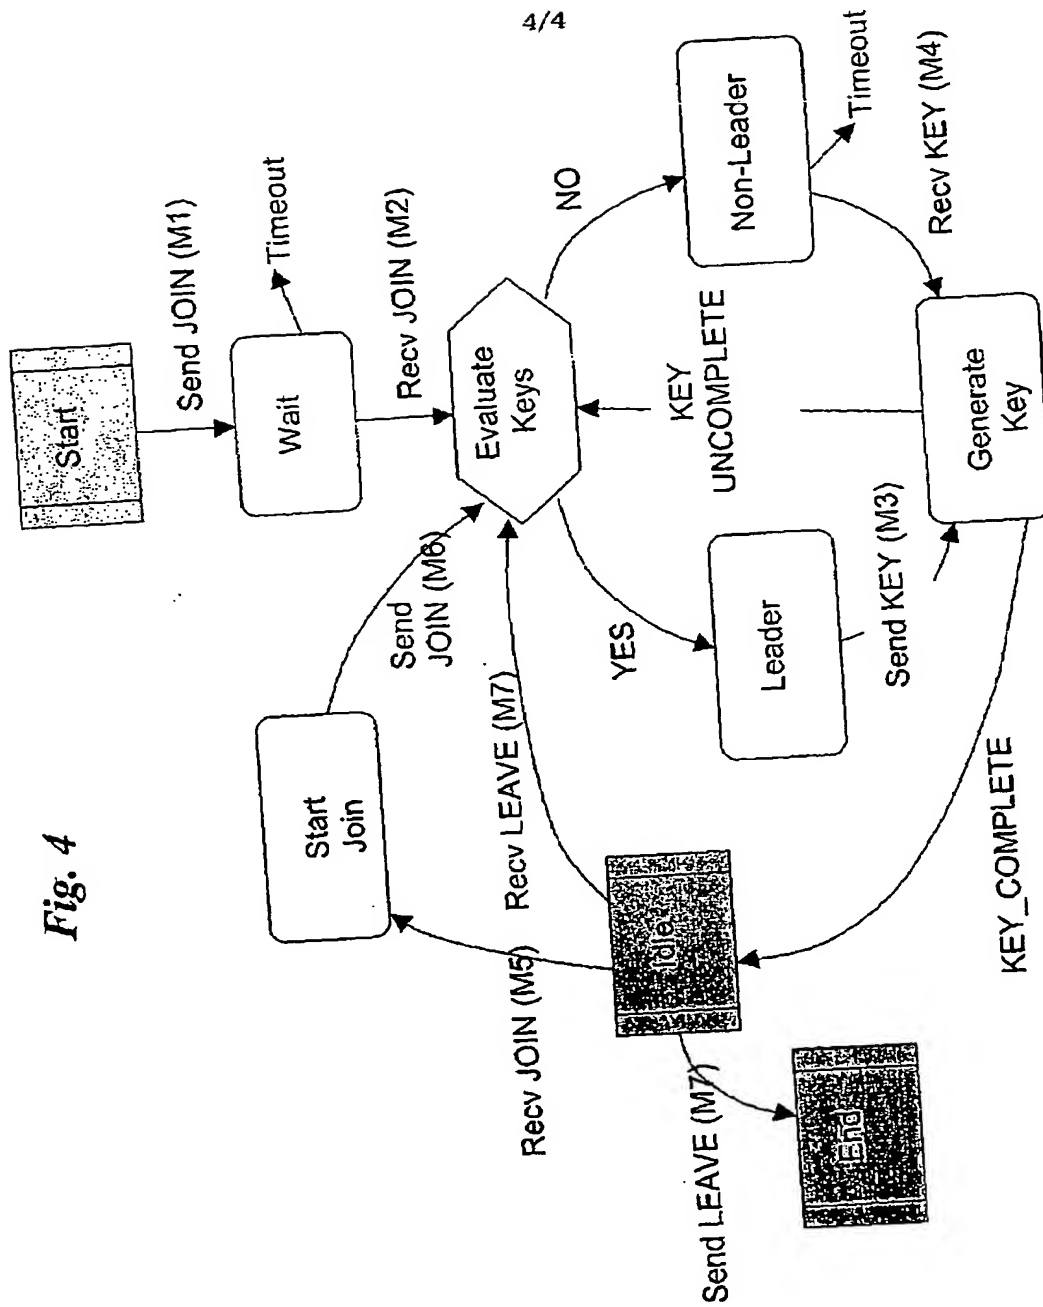 4/4
Fig. 4
Start
Send JOIN (M1)
Wait
Timeout
Recv JOIN (M2)
Evaluate
Keys
Start
Join
Send
JOIN (M6)
Recv LEAVE (M7)
Recv JOIN (M5)
YES
NO
Leader
Non-Leader
Timeout
KEY
UNCOMPLETE
Send KEY (M3)
Recv KEY (M4)
Generate
Key
KEY_COMPLETE
Idle
Send LEAVE (M7)
End